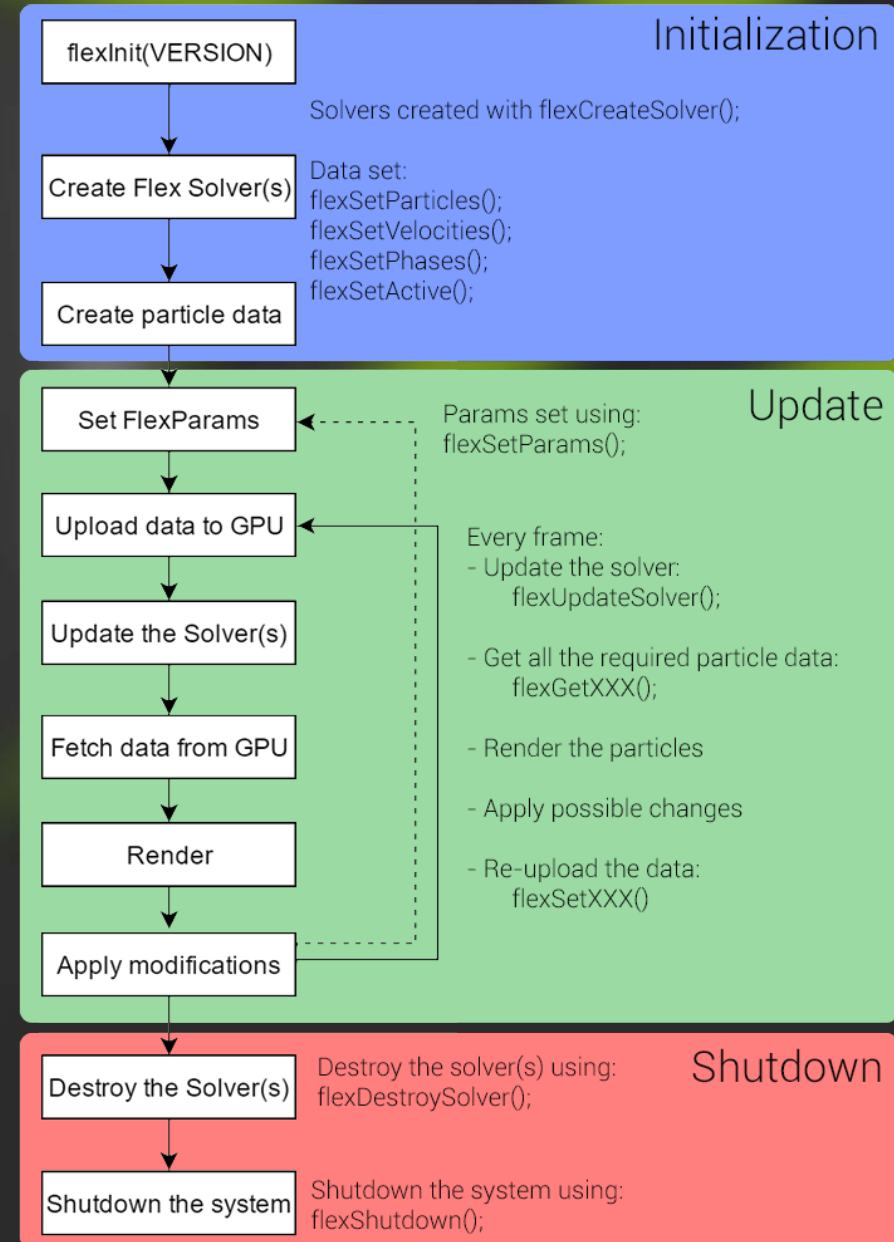 Initialization
flexInit(VERSION)
Solvers created with flexCreateSolver();
Create Flex Solver(s)
Data set:
flexSetParticles();
flexSetVelocities();
flexSetPhases();
flexSetActive();
Create particle data
Update
Set FlexParams
Params set using:
flexSetParams();
Upload data to GPU
Update the Solver(s)
Fetch data from GPU
Render
Apply modifications
Every frame:
- Update the solver:
flexUpdateSolver();
- Get all the required particle data:
flexGetXXX();
- Render the particles
- Apply possible changes
- Re-upload the data:
flexSetXXX()
Shutdown
Destroy the Solver(s)
Destroy the solver(s) using:
flexDestroySolver();
Shutdown the system
Shutdown the system using:
flexShutdown();